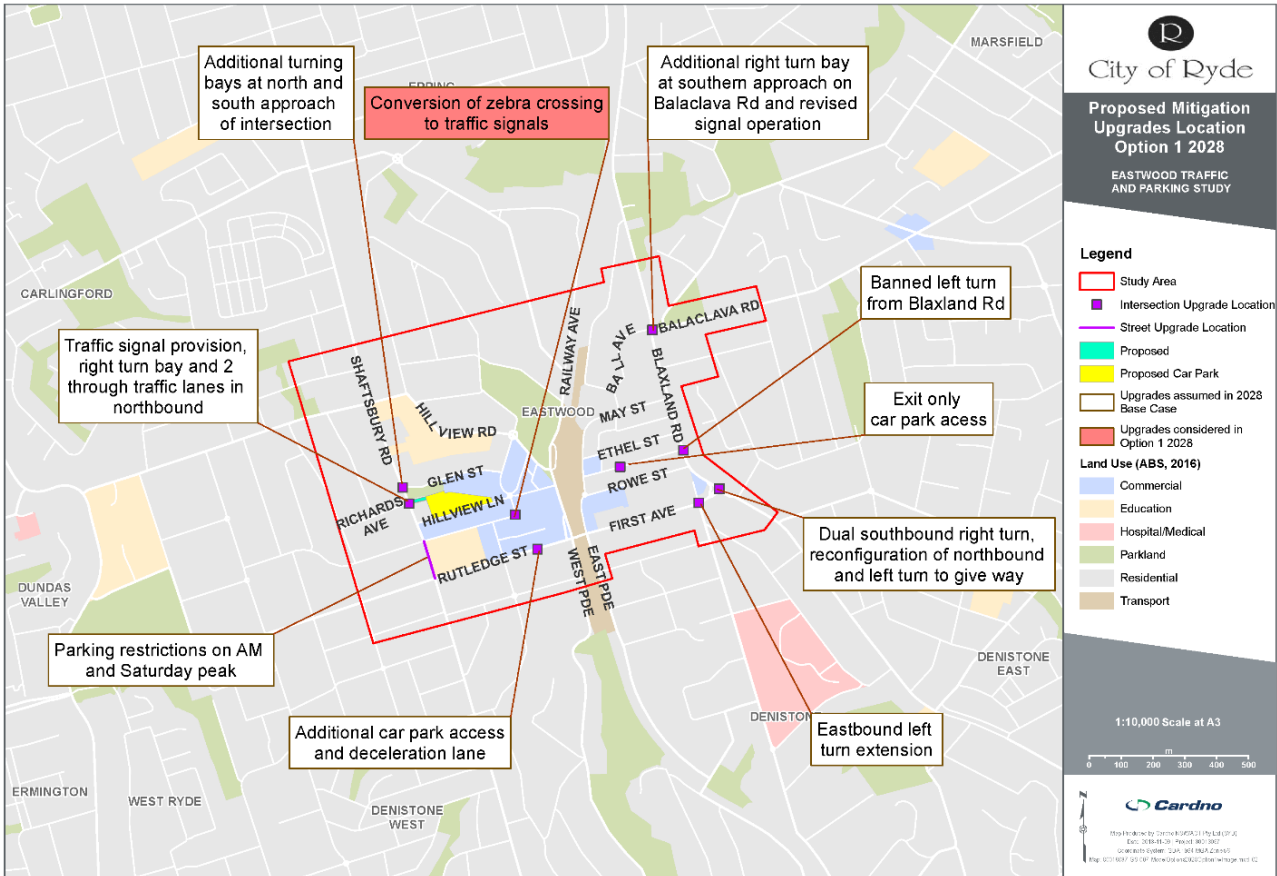 MARSFIELD
EPPING
Additional turning
bays at north and
south approach
of intersection
Conversion of zebra crossing
to traffic signals
Additional right turn bay
at southern approach on
Balaclava Rd and revised
signal operation
CARLINGFORD
Banned left turn
from Blaxland Rd
Traffic signal provision,
right turn bay and 2
through traffic lanes in
northbound
Exit only
car park acess
SHAFTSBURY RD
HILLVIEW RD
RAILWAY AVE
BALL AVE
BALACLAVA RD
BLAXLAND RD
EASTWOOD
MAY ST
ETHEL ST
ROWE ST
GLEN ST
RICHARDS
AVE
HILLVIEW LN
FIRST AVE
RUTLEDGE ST
WEST PDE
EAST PDE
Dual southbound right turn,
reconfiguration of northbound
and left turn to give way
DUNDAS
VALLEY
Parking restrictions on AM
and Saturday peak
Additional car park access
and deceleration lane
Eastbound left
turn extension
DENISTONE
EAST
DENISTONE
ERMINGTON
WEST RYDE
DENISTONE
WEST
R
City of Ryde
Proposed Mitigation
Upgrades Location
Option 1 2028
EASTWOOD TRAFFIC
AND PARKING STUDY
Legend
Study Area
Intersection Upgrade Location
Street Upgrade Location
Proposed
Proposed Car Park
Upgrades assumed in 2028
Base Case
Upgrades considered in
Option 1 2028
Land Use (ABS, 2016)
Commercial
Education
Hospital/Medical
Parkland
Residential
Transport
1:10,000 Scale at A3
m
0 100 200 300 400 500
Cardno